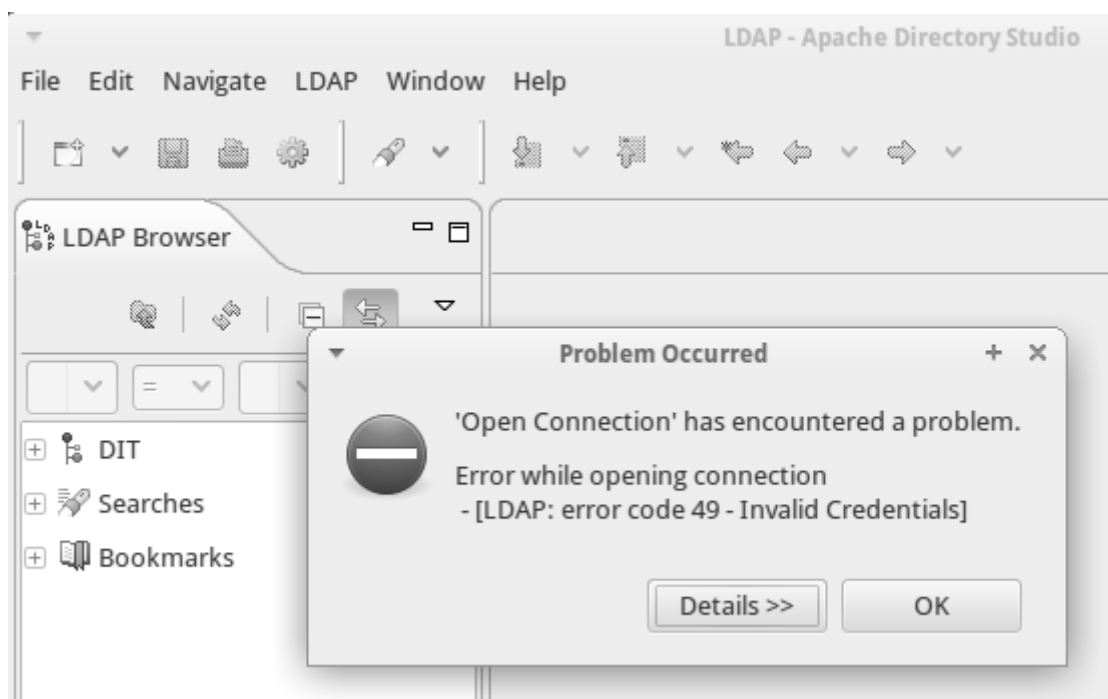 LDAP - Apache Directory Studio
File Edit Navigate LDAP Window Help
LDAP Browser
=
Problem Occurred
'Open Connection' has encountered a problem.
Error while opening connection
- [LDAP: error code 49 - Invalid Credentials]
DIT
Searches
Bookmarks
Details >>
OK